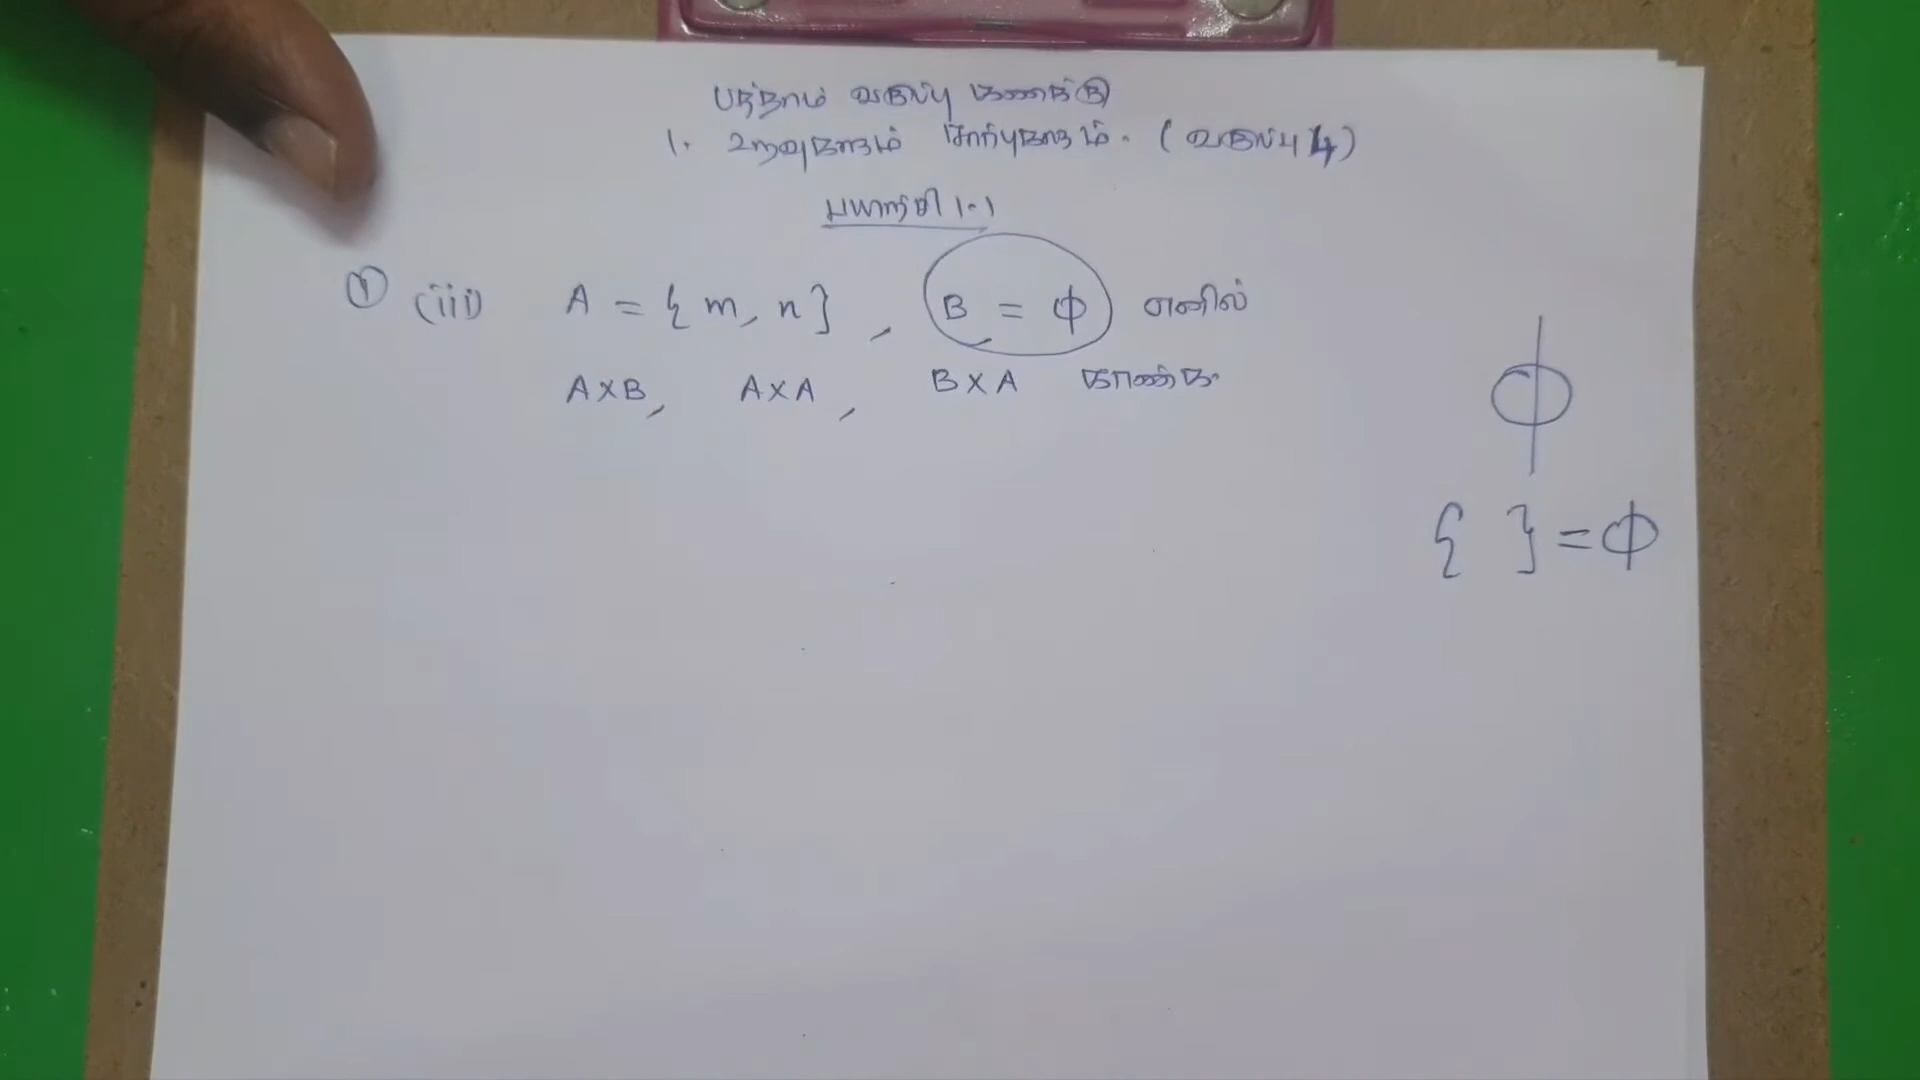 பத்தாம் வகுப்பு கணக்கு
1. உறவுகளும் சார்புகளும். (வகுப்பு 4)
பயிற்சி 1.1
① (iii) A = { m, n } , B = ϕ எனில்
A×B, A×A, B×A காண்க.
ϕ
{ } = ϕ